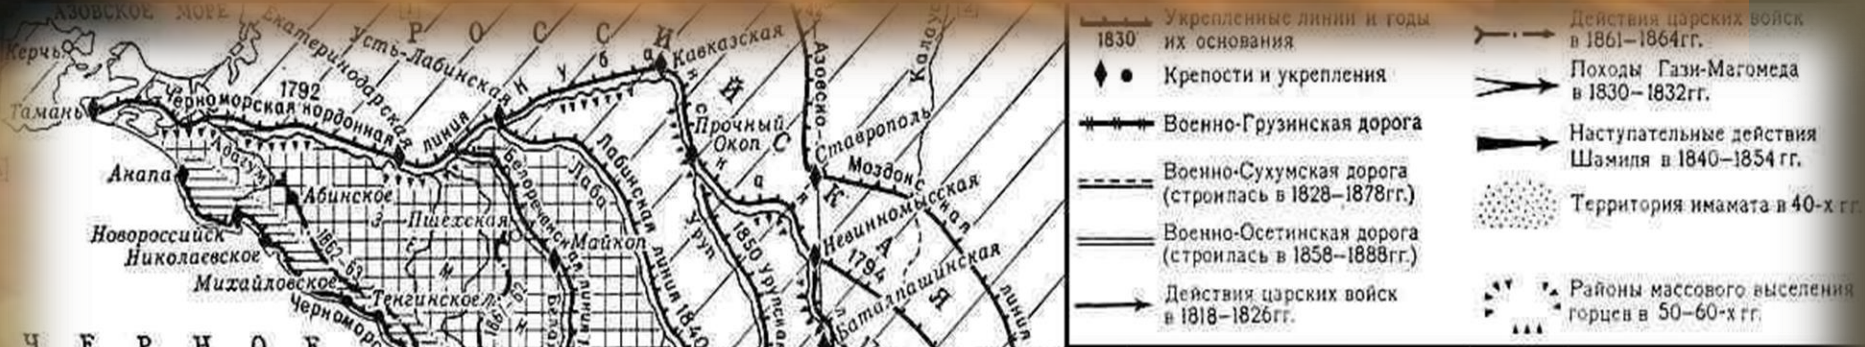 АЗОВСКОЕ МОРЕ
Керчь
Тамань
Екатеринодарская
Усть-Лабинская
Кавказская
РОССИЙСКАЯ
Кубань
1792
Черноморская кордонная линия
Адагум
Анапа
Абинское
Новороссийск
Николаевское
Михайловское
Тенгинское
1862-63
Пшехская
Майкоп
Белореченская
Лаба
Лабинская линия 1840
Прочный
Окоп
Уруп
1850 Урупская
Азовско-
Моздокская
линия
1794
Ставрополь
Калаус
Невинномысская
Баталпашинская
Черномор
ЧЕРНОЕ
Укрепленные линии и годы
1830 их основания
Крепости и укрепления
Военно-Грузинская дорога
Военно-Сухумская дорога
(строилась в 1828-1878гг.)
Военно-Осетинская дорога
(строилась в 1858-1888гг.)
Действия царских войск
в 1818-1826гг.
Действия царских войск
в 1861-1864гг.
Походы Гази-Магомеда
в 1830-1832гг.
Наступательные действия
Шамиля в 1840-1854 гг.
Территория имамата в 40-х гг.
Районы массового выселения
горцев в 50-60-х гг.